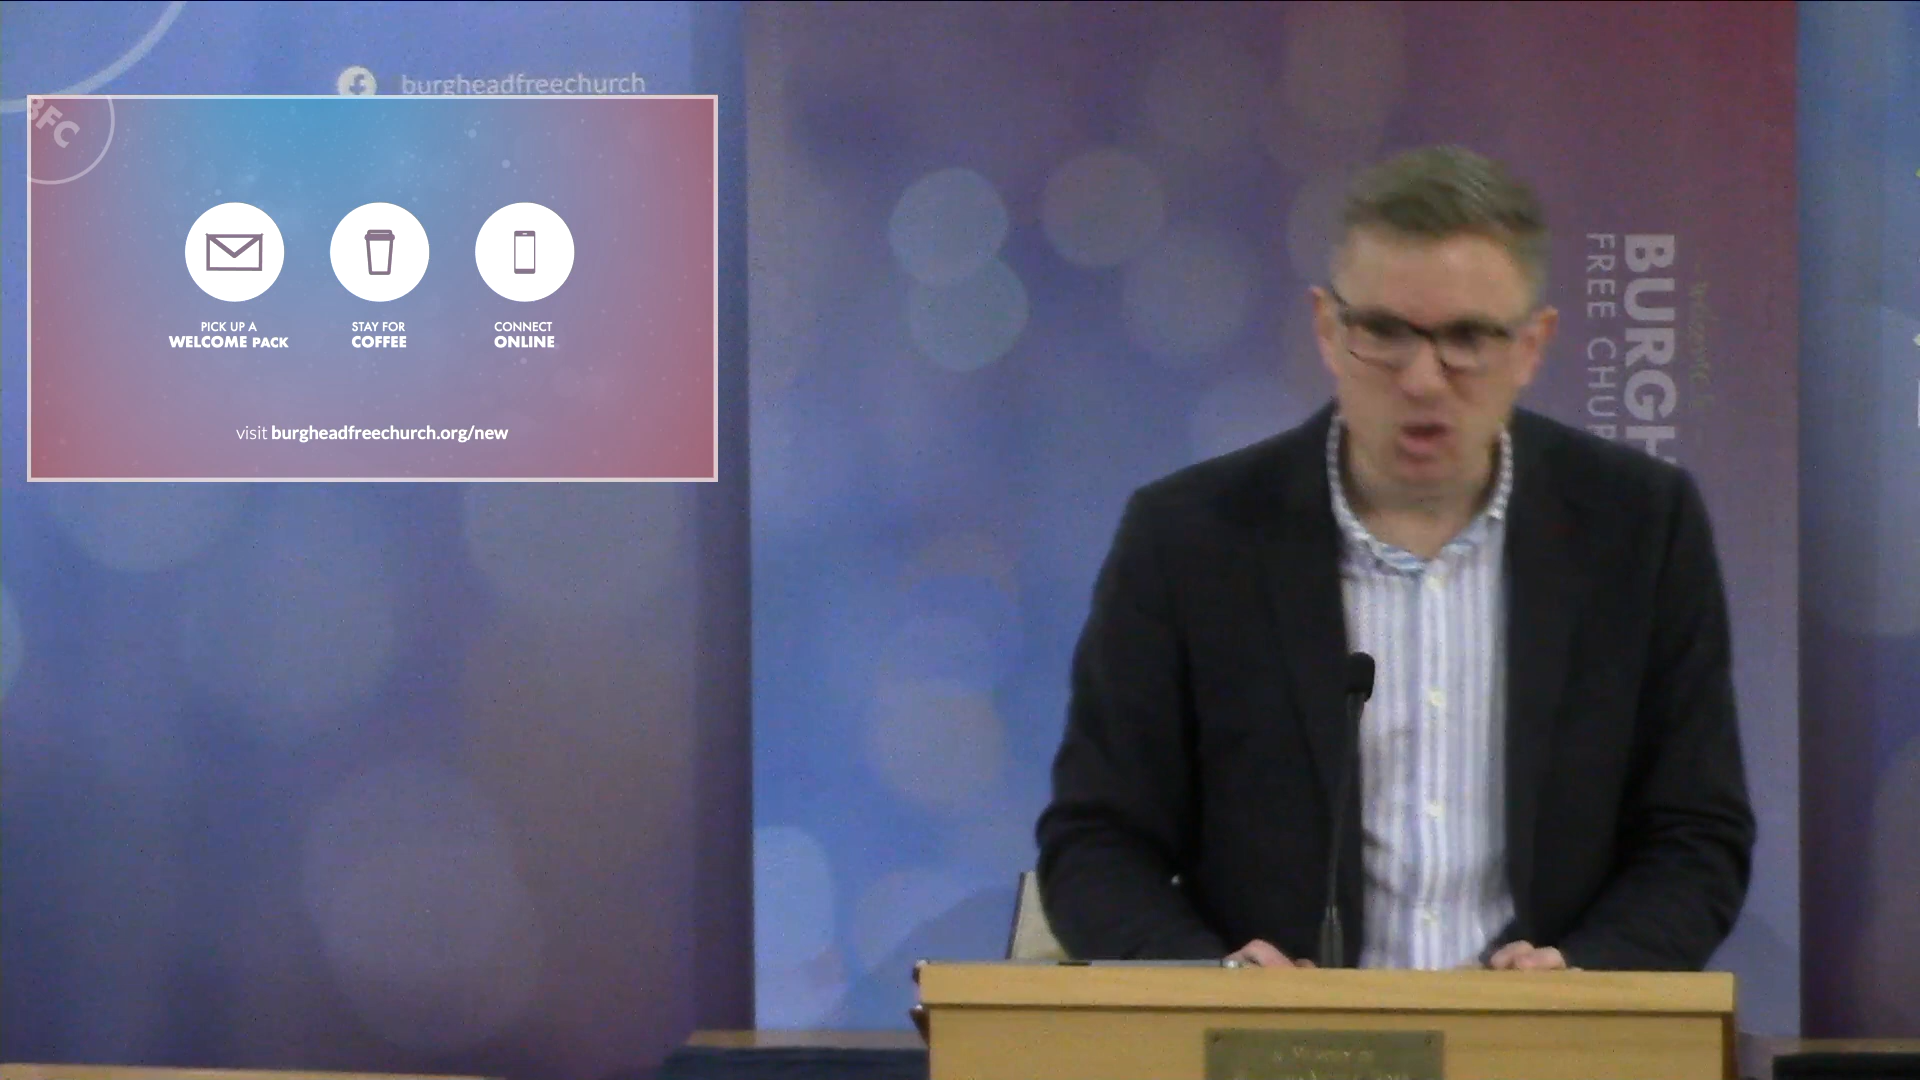 burgheadfreechurch
BFC
PICK UP A
WELCOME PACK
STAY FOR
COFFEE
CONNECT
ONLINE
visit burgheadfreechurch.org/new
BURGH
FREE CHUR